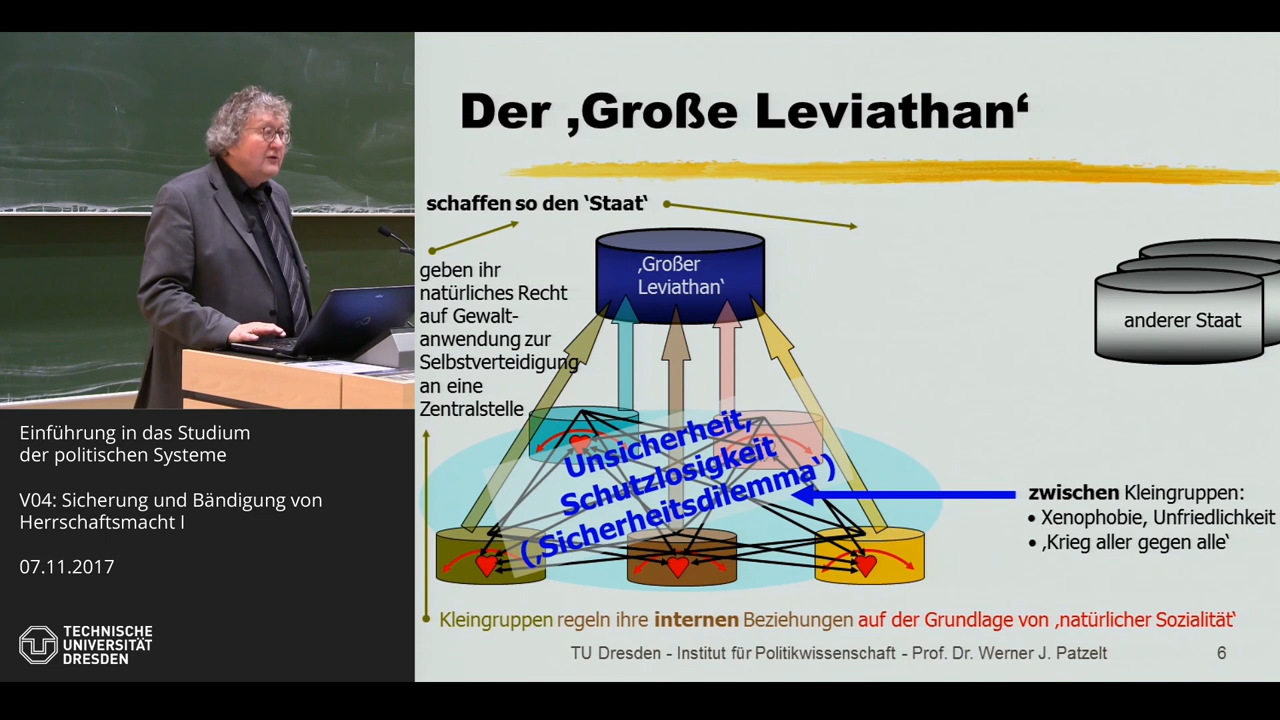 Der ‚Große Leviathan‘
schaffen so den ‘Staat‘
geben ihr
natürliches Recht
auf Gewalt-
anwendung zur
Selbstverteidigung
an eine
Zentralstelle
‚Großer
Leviathan‘
anderer Staat
Unsicherheit,
Schutzlosigkeit
(‚Sicherheitsdilemma‘)
zwischen Kleingruppen:
• Xenophobie, Unfriedlichkeit
• ‚Krieg aller gegen alle‘
Kleingruppen regeln ihre internen Beziehungen auf der Grundlage von ‚natürlicher Sozialität‘
TU Dresden - Institut für Politikwissenschaft - Prof. Dr. Werner J. Patzelt
6
Einführung in das Studium
der politischen Systeme
V04: Sicherung und Bändigung von
Herrschaftsmacht I
07.11.2017
TECHNISCHE
UNIVERSITÄT
DRESDEN